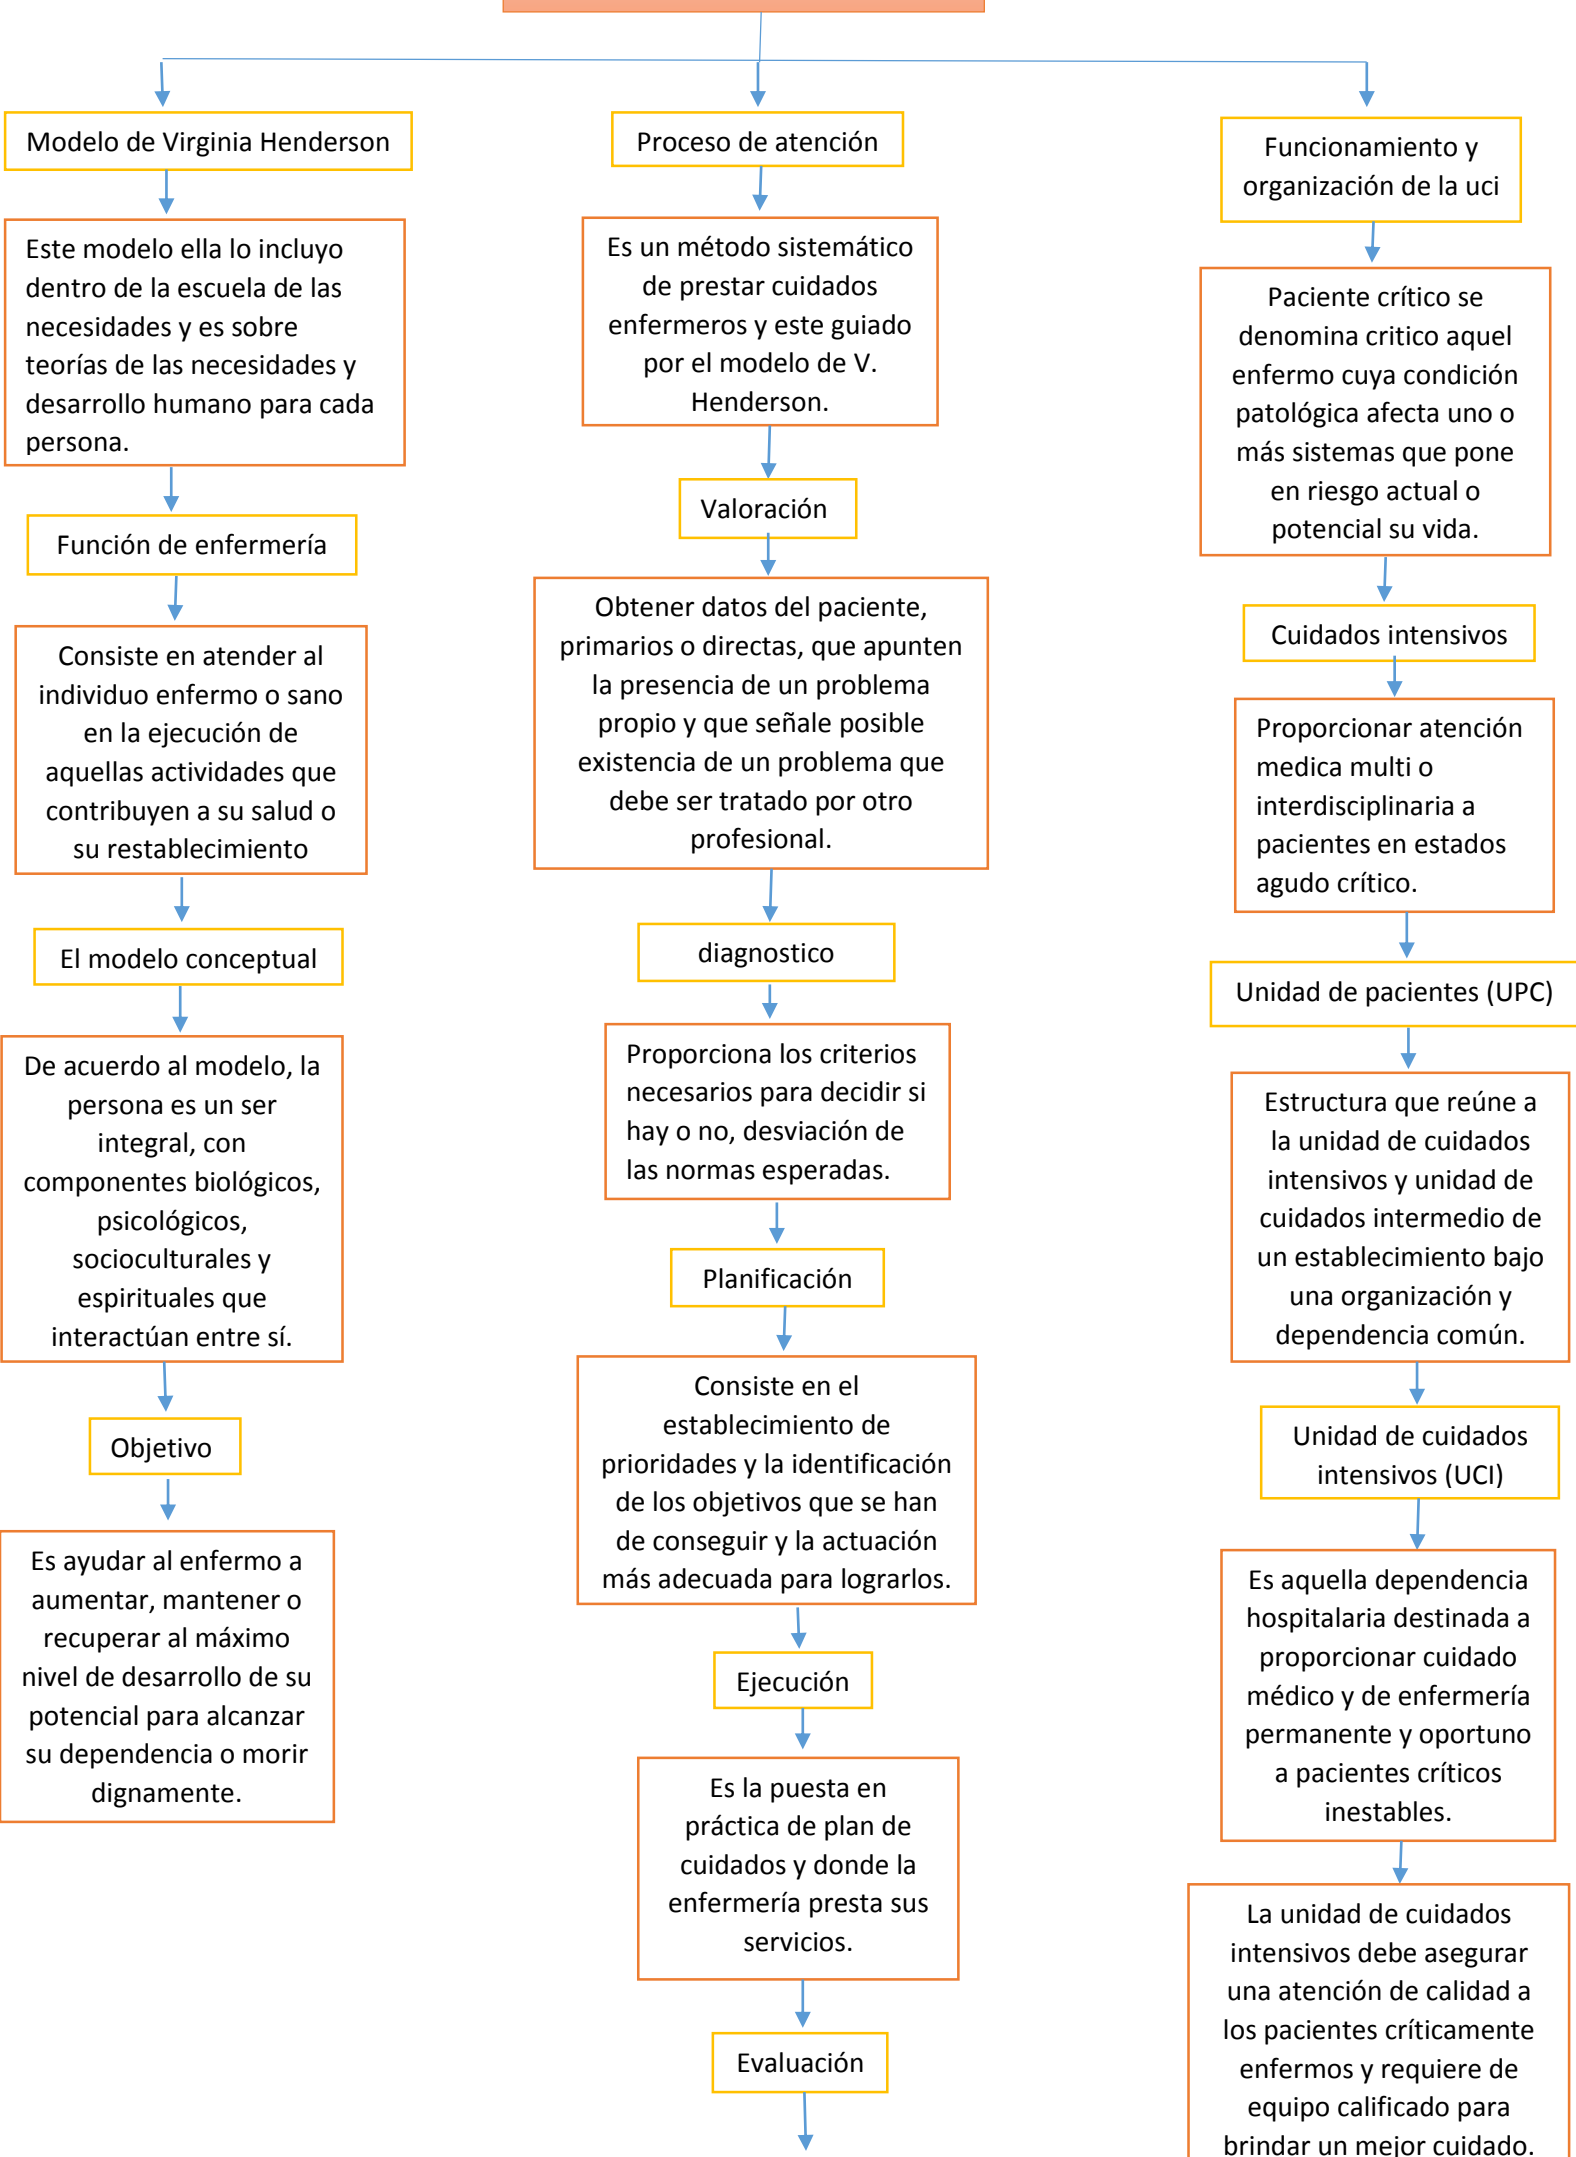 Modelo de Virginia Henderson
Este modelo ella lo incluyo
dentro de la escuela de las
necesidades y es sobre
teorías de las necesidades y
desarrollo humano para cada
persona.
Función de enfermería
Consiste en atender al
individuo enfermo o sano
en la ejecución de
aquellas actividades que
contribuyen a su salud o
su restablecimiento
El modelo conceptual
De acuerdo al modelo, la
persona es un ser
integral, con
componentes biológicos,
psicológicos,
socioculturales y
espirituales que
interactúan entre sí.
Objetivo
Es ayudar al enfermo a
aumentar, mantener o
recuperar al máximo
nivel de desarrollo de su
potencial para alcanzar
su dependencia o morir
dignamente.
Proceso de atención
Es un método sistemático
de prestar cuidados
enfermeros y este guiado
por el modelo de V.
Henderson.
Valoración
Obtener datos del paciente,
primarios o directas, que apunten
la presencia de un problema
propio y que señale posible
existencia de un problema que
debe ser tratado por otro
profesional.
diagnostico
Proporciona los criterios
necesarios para decidir si
hay o no, desviación de
las normas esperadas.
Planificación
Consiste en el
establecimiento de
prioridades y la identificación
de los objetivos que se han
de conseguir y la actuación
más adecuada para lograrlos.
Ejecución
Es la puesta en
práctica de plan de
cuidados y donde la
enfermería presta sus
servicios.
Evaluación
Funcionamiento y
organización de la uci
Paciente crítico se
denomina critico aquel
enfermo cuya condición
patológica afecta uno o
más sistemas que pone
en riesgo actual o
potencial su vida.
Cuidados intensivos
Proporcionar atención
medica multi o
interdisciplinaria a
pacientes en estados
agudo crítico.
Unidad de pacientes (UPC)
Estructura que reúne a
la unidad de cuidados
intensivos y unidad de
cuidados intermedio de
un establecimiento bajo
una organización y
dependencia común.
Unidad de cuidados
intensivos (UCI)
Es aquella dependencia
hospitalaria destinada a
proporcionar cuidado
médico y de enfermería
permanente y oportuno
a pacientes críticos
inestables.
La unidad de cuidados
intensivos debe asegurar
una atención de calidad a
los pacientes críticamente
enfermos y requiere de
equipo calificado para
brindar un mejor cuidado.